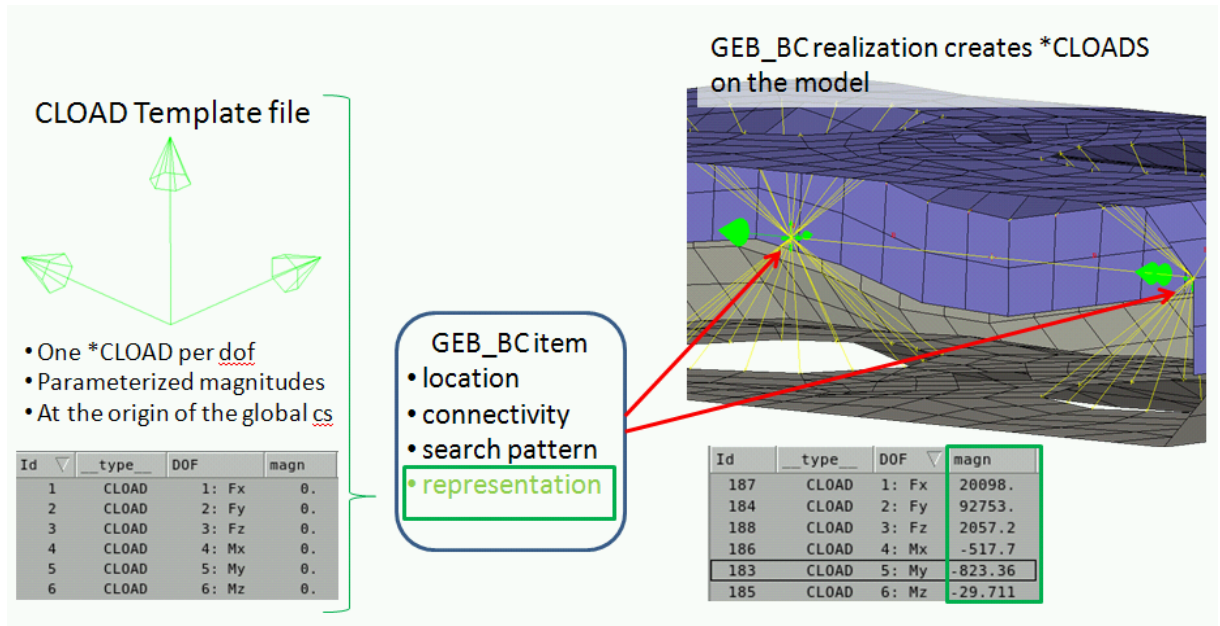 CLOAD Template file
• One *CLOAD per dof
• Parameterized magnitudes
• At the origin of the global cs
Id __type__ DOF magn
1 CLOAD 1: Fx 0.
2 CLOAD 2: Fy 0.
3 CLOAD 3: Fz 0.
4 CLOAD 4: Mx 0.
5 CLOAD 5: My 0.
6 CLOAD 6: Mz 0.
GEB_BC item
• location
• connectivity
• search pattern
• representation
GEB_BC realization creates *CLOADS
on the model
Id __type__ DOF magn
187 CLOAD 1: Fx 20098.
184 CLOAD 2: Fy 92753.
188 CLOAD 3: Fz 2057.2
186 CLOAD 4: Mx -517.7
183 CLOAD 5: My -823.36
185 CLOAD 6: Mz -29.711